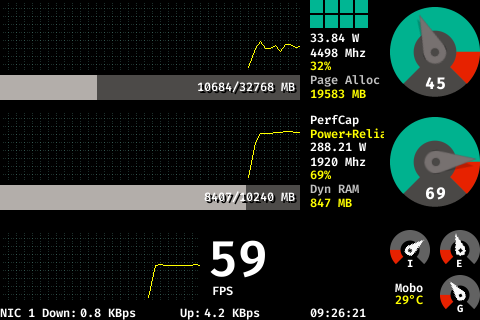 33.84 W
4498 Mhz
32%
10684/32768 MB
Page Alloc
19583 MB
45
PerfCap
Power+Relia
288.21 W
1920 Mhz
69%
8407/10240 MB
Dyn RAM
847 MB
69
59
FPS
I
E
Mobo
29°C
G
NIC 1 Down: 0.8 KBps Up: 4.2 KBps 09:26:21